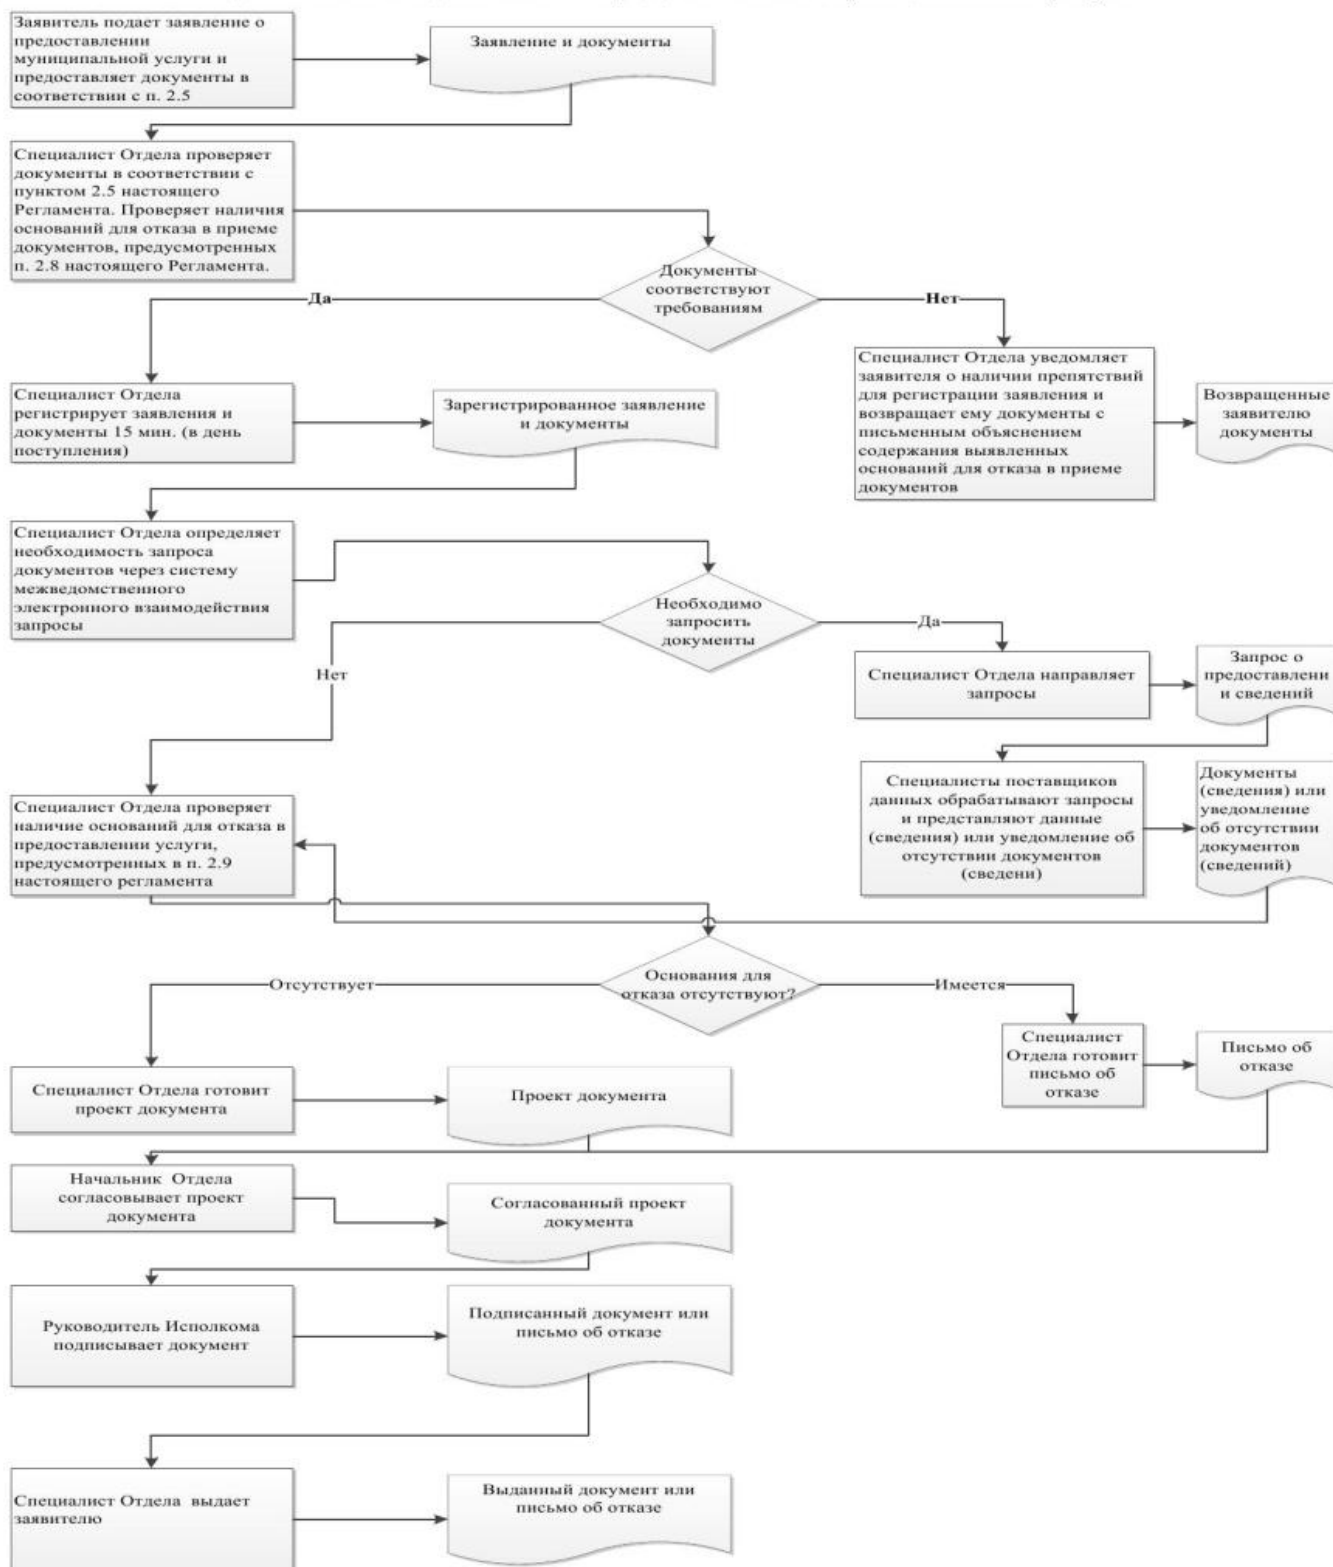 Заявитель подает заявление о
предоставлении
муниципальной услуги и
предоставляет документы в
соответствии с п. 2.5
Заявление и документы
Специалист Отдела проверяет
документы в соответствии с
пунктом 2.5 настоящего
Регламента. Проверяет наличия
оснований для отказа в приеме
документов, предусмотренных
п. 2.8 настоящего Регламента.
Документы
соответствуют
требованиям
Да
Нет
Специалист Отдела
регистрирует заявления и
документы 15 мин. (в день
поступления)
Зарегистрированное заявление
и документы
Специалист Отдела уведомляет
заявителя о наличии препятствий
для регистрации заявления и
возвращает ему документы с
письменным объяснением
содержания выявленных
оснований для отказа в приеме
документов
Возвращенные
заявителю
документы
Специалист Отдела определяет
необходимость запроса
документов через систему
межведомственного
электронного взаимодействия
запросы
Необходимо
запросить
документы
Да
Нет
Специалист Отдела направляет
запросы
Запрос о
предоставлени
и сведений
Специалисты поставщиков
данных обрабатывают запросы
и представляют данные
(сведения) или уведомление об
отсутствии документов
(сведени)
Документы
(сведения) или
уведомление
об отсутствии
документов
(сведений)
Специалист Отдела проверяет
наличие оснований для отказа в
предоставлении услуги,
предусмотренных в п. 2.9
настоящего регламента
Основания для
отказа отсутствуют?
Отсутствует
Имеется
Специалист
Отдела готовит
письмо об
отказе
Письмо об
отказе
Специалист Отдела готовит
проект документа
Проект документа
Начальник Отдела
согласовывает проект
документа
Согласованный проект
документа
Руководитель Исполкома
подписывает документ
Подписанный документ или
письмо об отказе
Специалист Отдела выдает
заявителю
Выданный документ или
письмо об отказе